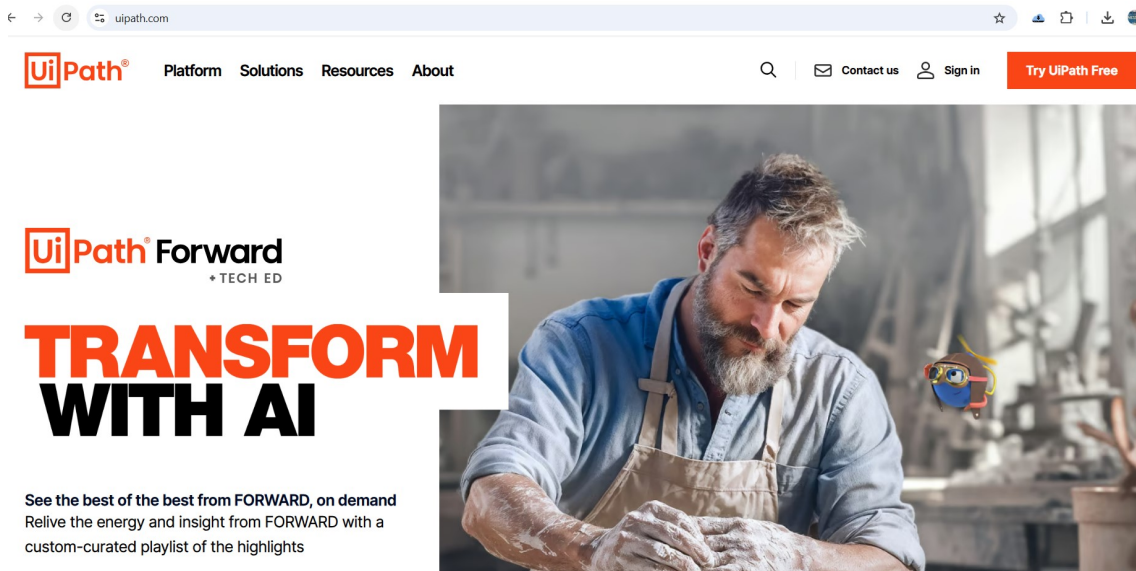 uipath.com
UiPath®
Platform Solutions Resources About
Contact us Sign in Try UiPath Free
UiPath® Forward
+ TECH ED
TRANSFORM
WITH AI
See the best of the best from FORWARD, on demand
Relive the energy and insight from FORWARD with a
custom-curated playlist of the highlights